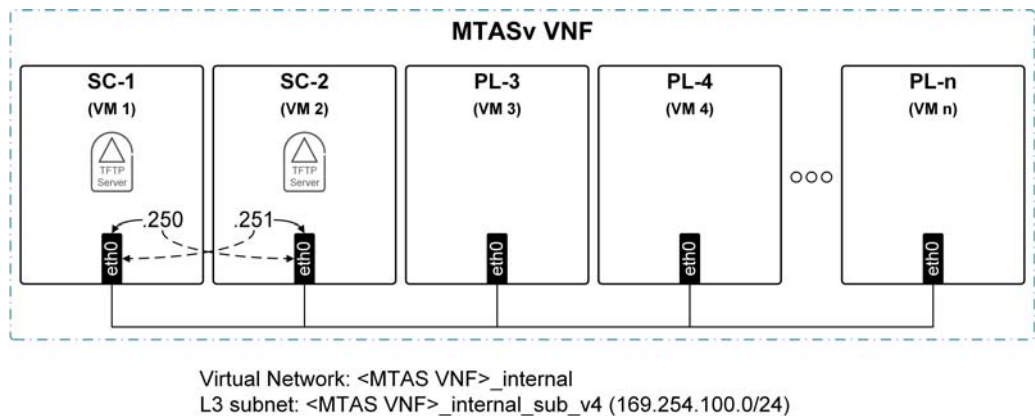 MTASv VNF
SC-1
(VM 1)
TFTP
Server
SC-2
(VM 2)
TFTP
Server
PL-3
(VM 3)
PL-4
(VM 4)
PL-n
(VM n)
.250
.251
eth0
eth0
eth0
eth0
eth0
Virtual Network: <MTAS VNF>_internal
L3 subnet: <MTAS VNF>_internal_sub_v4 (169.254.100.0/24)